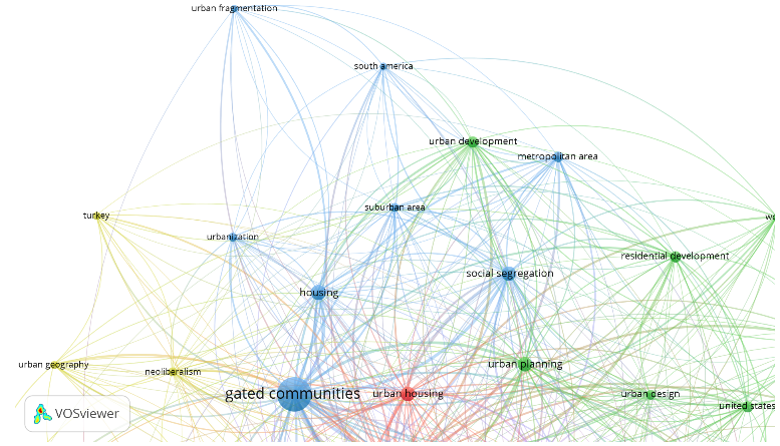 urban fragmentation
south america
urban development
metropolitan area
suburban area
turkey
urbanization
residential development
social segregation
housing
urban geography
neoliberalism
urban planning
gated communities
urban housing
urban design
united states
VOSviewer